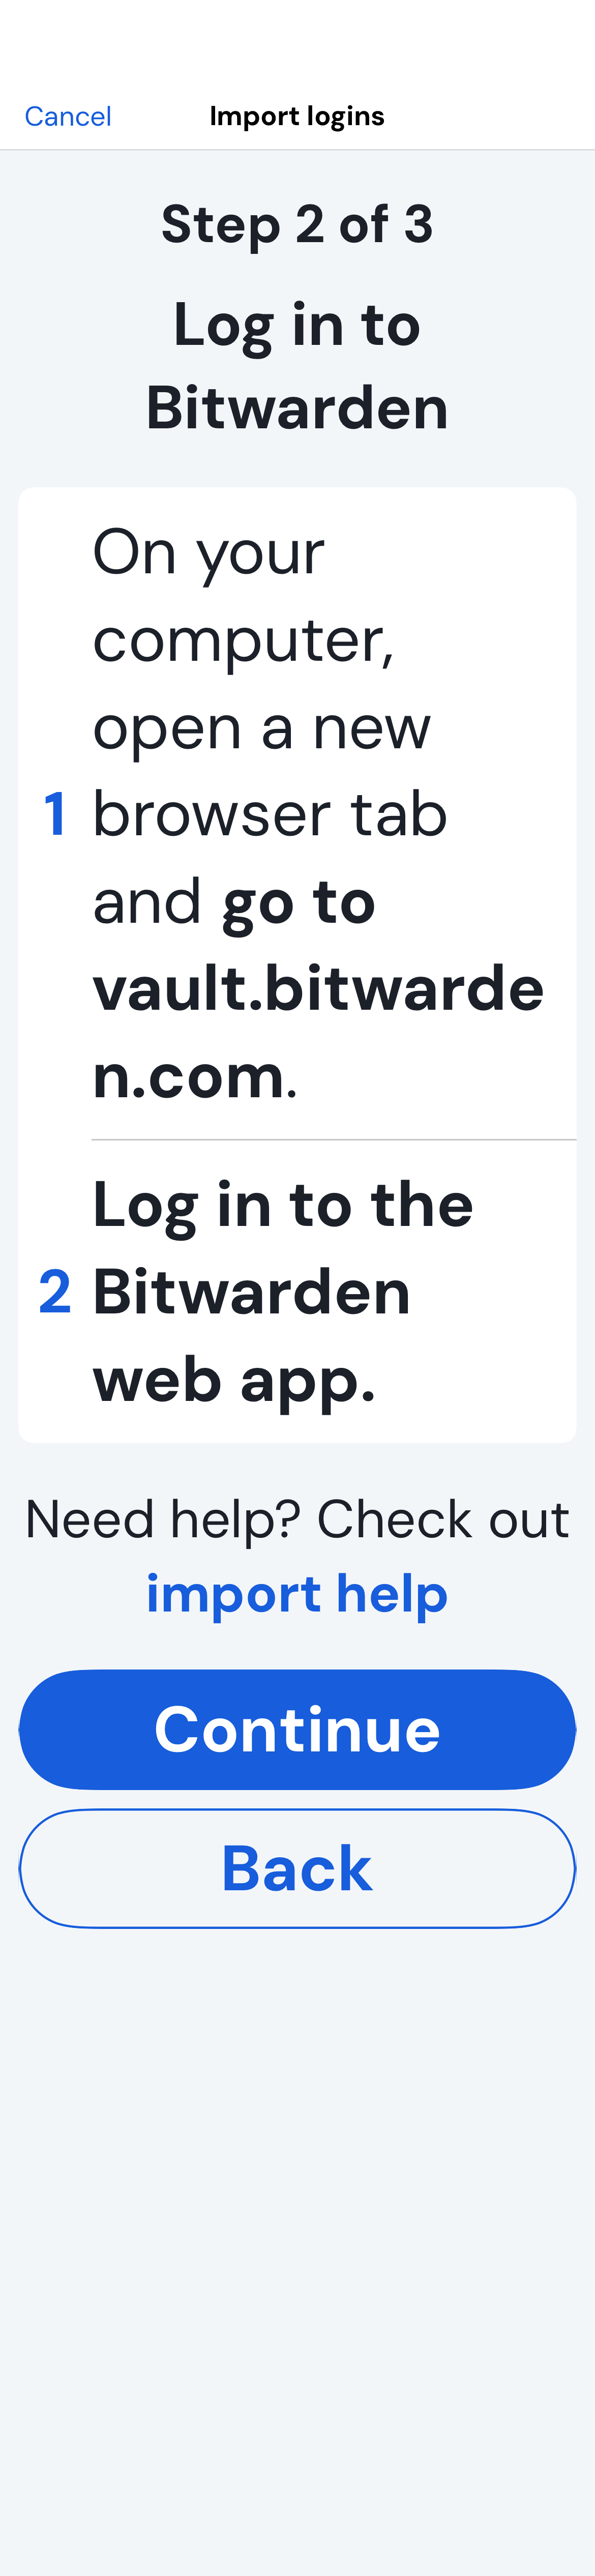 Cancel
Import logins
Step 2 of 3
Log in to
Bitwarden
1
On your
computer,
open a new
browser tab
and go to
vault.bitwarde
n.com.
2
Log in to the
Bitwarden
web app.
Need help? Check out
import help
Continue
Back